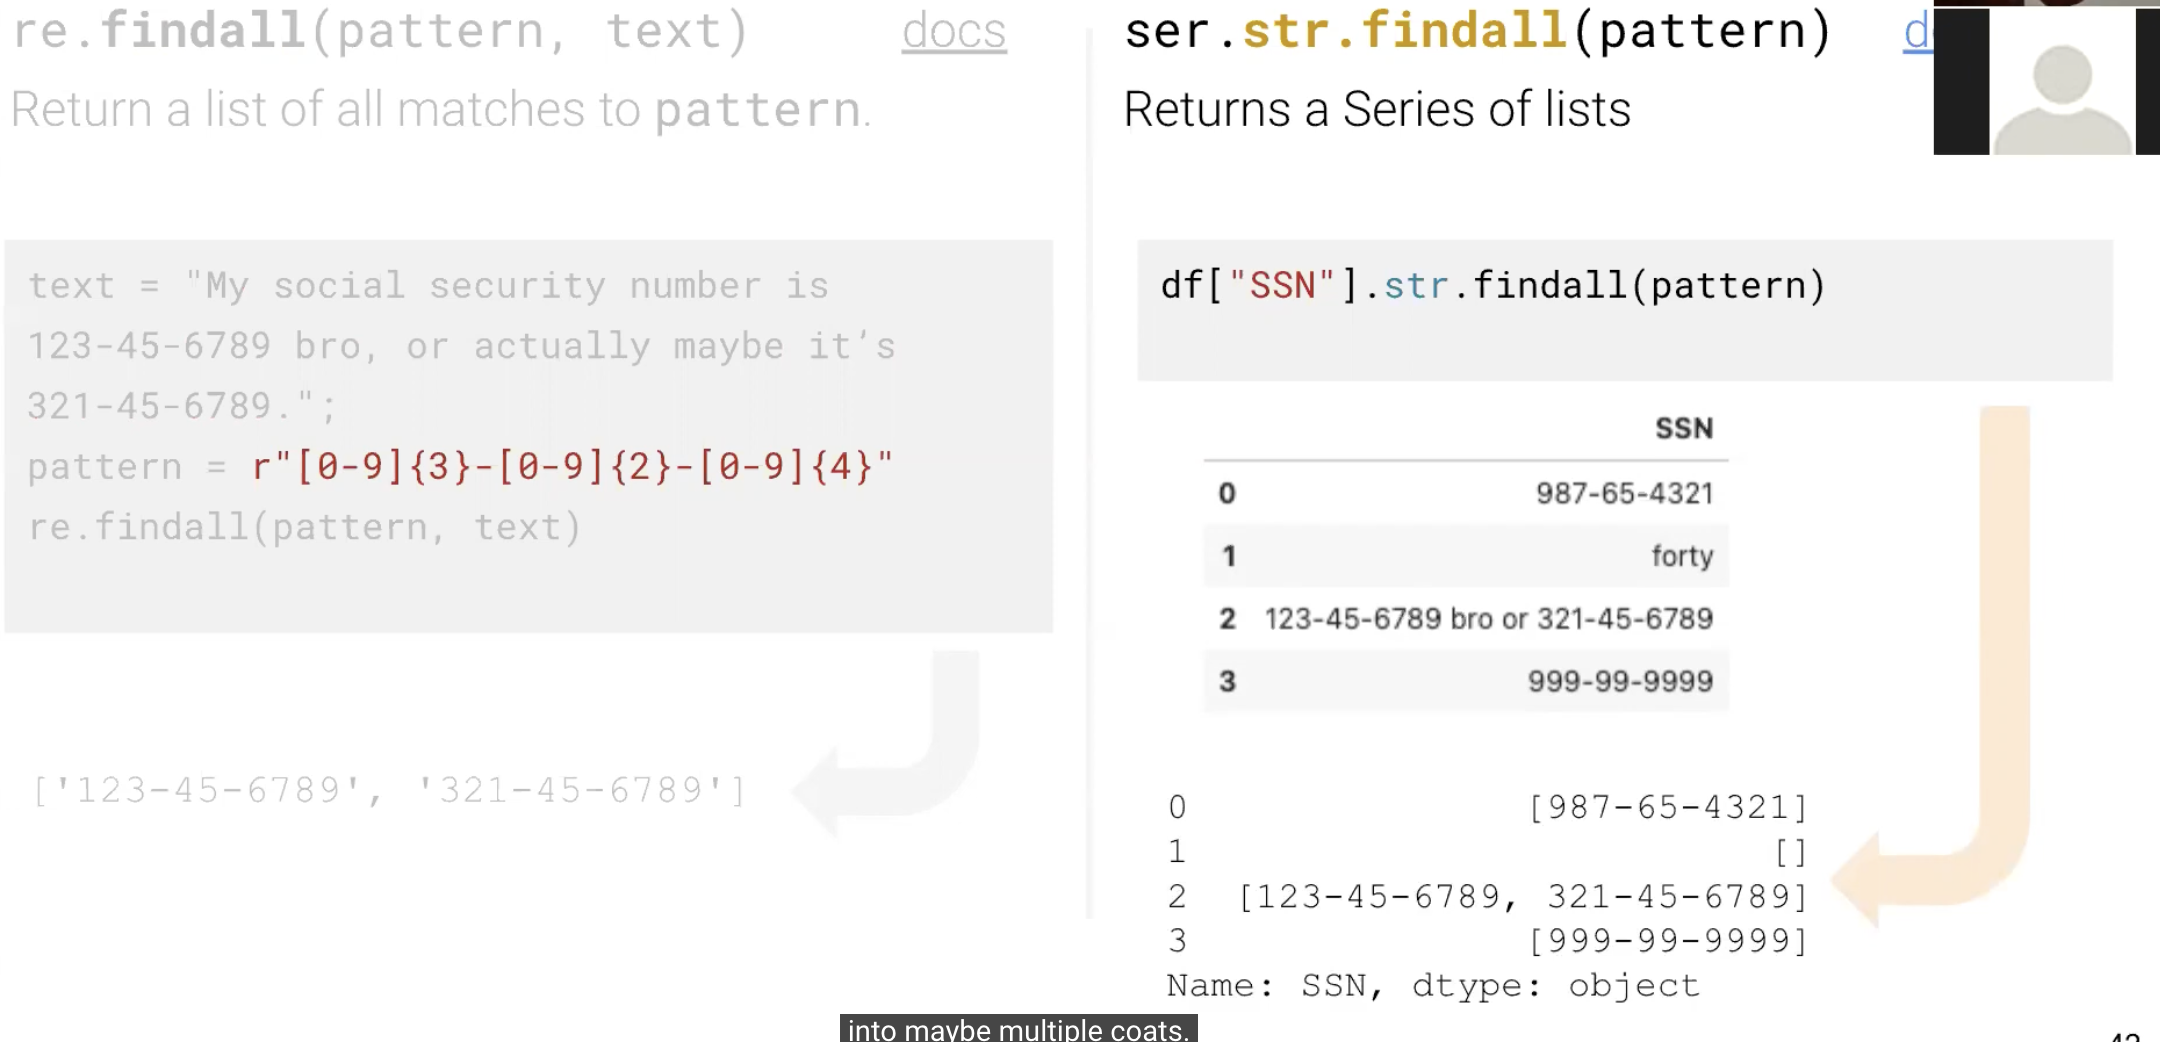 re.findall(pattern, text) docs
Return a list of all matches to pattern.
text = "My social security number is
123-45-6789 bro, or actually maybe it’s
321-45-6789.";
pattern = r"[0-9]{3}-[0-9]{2}-[0-9]{4}"
re.findall(pattern, text)
['123-45-6789', '321-45-6789']
ser.str.findall(pattern)
Returns a Series of lists
df["SSN"].str.findall(pattern)
SSN
0 987-65-4321
1 forty
2 123-45-6789 bro or 321-45-6789
3 999-99-9999
0 [987-65-4321]
1 []
2 [123-45-6789, 321-45-6789]
3 [999-99-9999]
Name: SSN, dtype: object
into maybe multiple coats.